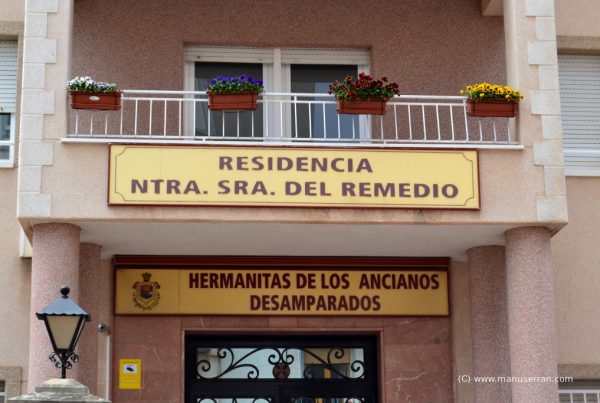 RESIDENCIA
NTRA. SRA. DEL REMEDIO
HERMANITAS DE LOS ANCIANOS
DESAMPARADOS
(C) www.manuserran.com